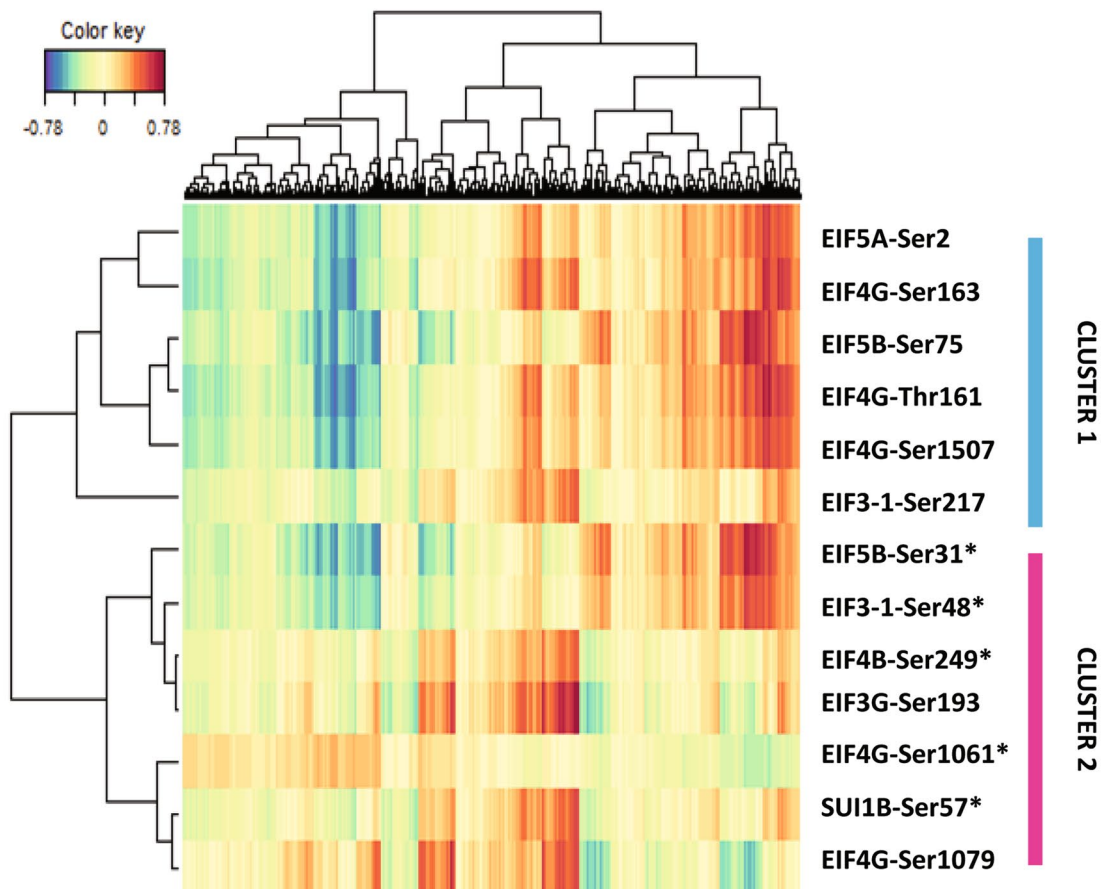 Color key
-0.78 0 0.78
EIF5A-Ser2
EIF4G-Ser163
EIF5B-Ser75
EIF4G-Thr161
EIF4G-Ser1507
EIF3-1-Ser217
EIF5B-Ser31*
EIF3-1-Ser48*
EIF4B-Ser249*
EIF3G-Ser193
EIF4G-Ser1061*
SUI1B-Ser57*
EIF4G-Ser1079
CLUSTER 1
CLUSTER 2